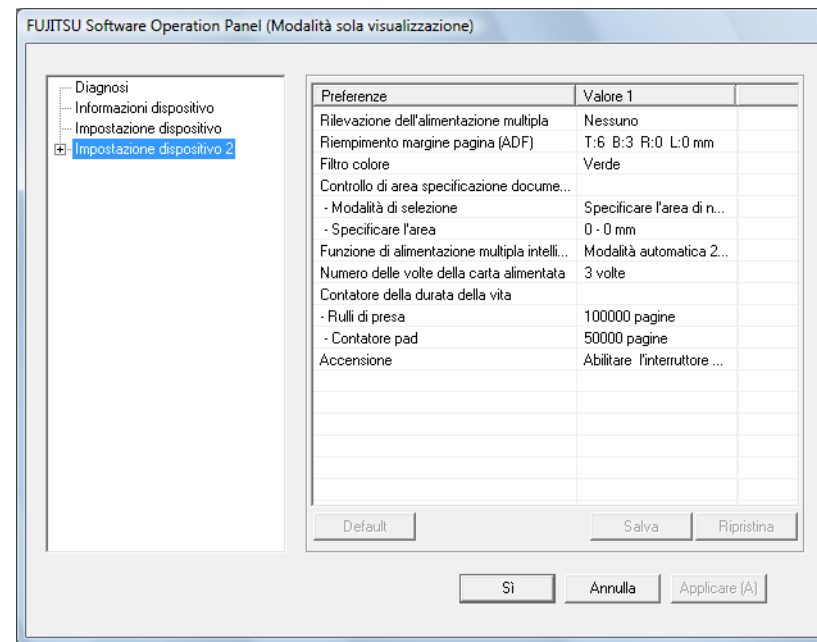 FUJITSU Software Operation Panel (Modalità sola visualizzazione)
Diagnosi
Informazioni dispositivo
Impostazione dispositivo
Impostazione dispositivo 2
Preferenze Valore 1
Rilevazione dell'alimentazione multipla Nessuno
Riempimento margine pagina (ADF) T:6 B:3 R:0 L:0 mm
Filtro colore Verde
Controllo di area specificazione docume...
- Modalità di selezione Specificare l'area di n...
- Specificare l'area 0 - 0 mm
Funzione di alimentazione multipla intelli... Modalità automatica 2...
Numero delle volte della carta alimentata 3 volte
Contatore della durata della vita
- Rulli di presa 100000 pagine
- Contatore pad 50000 pagine
Accensione Abilitare l'interruttore ...
Default Salva Ripristina
Sì Annulla Applicare (A)